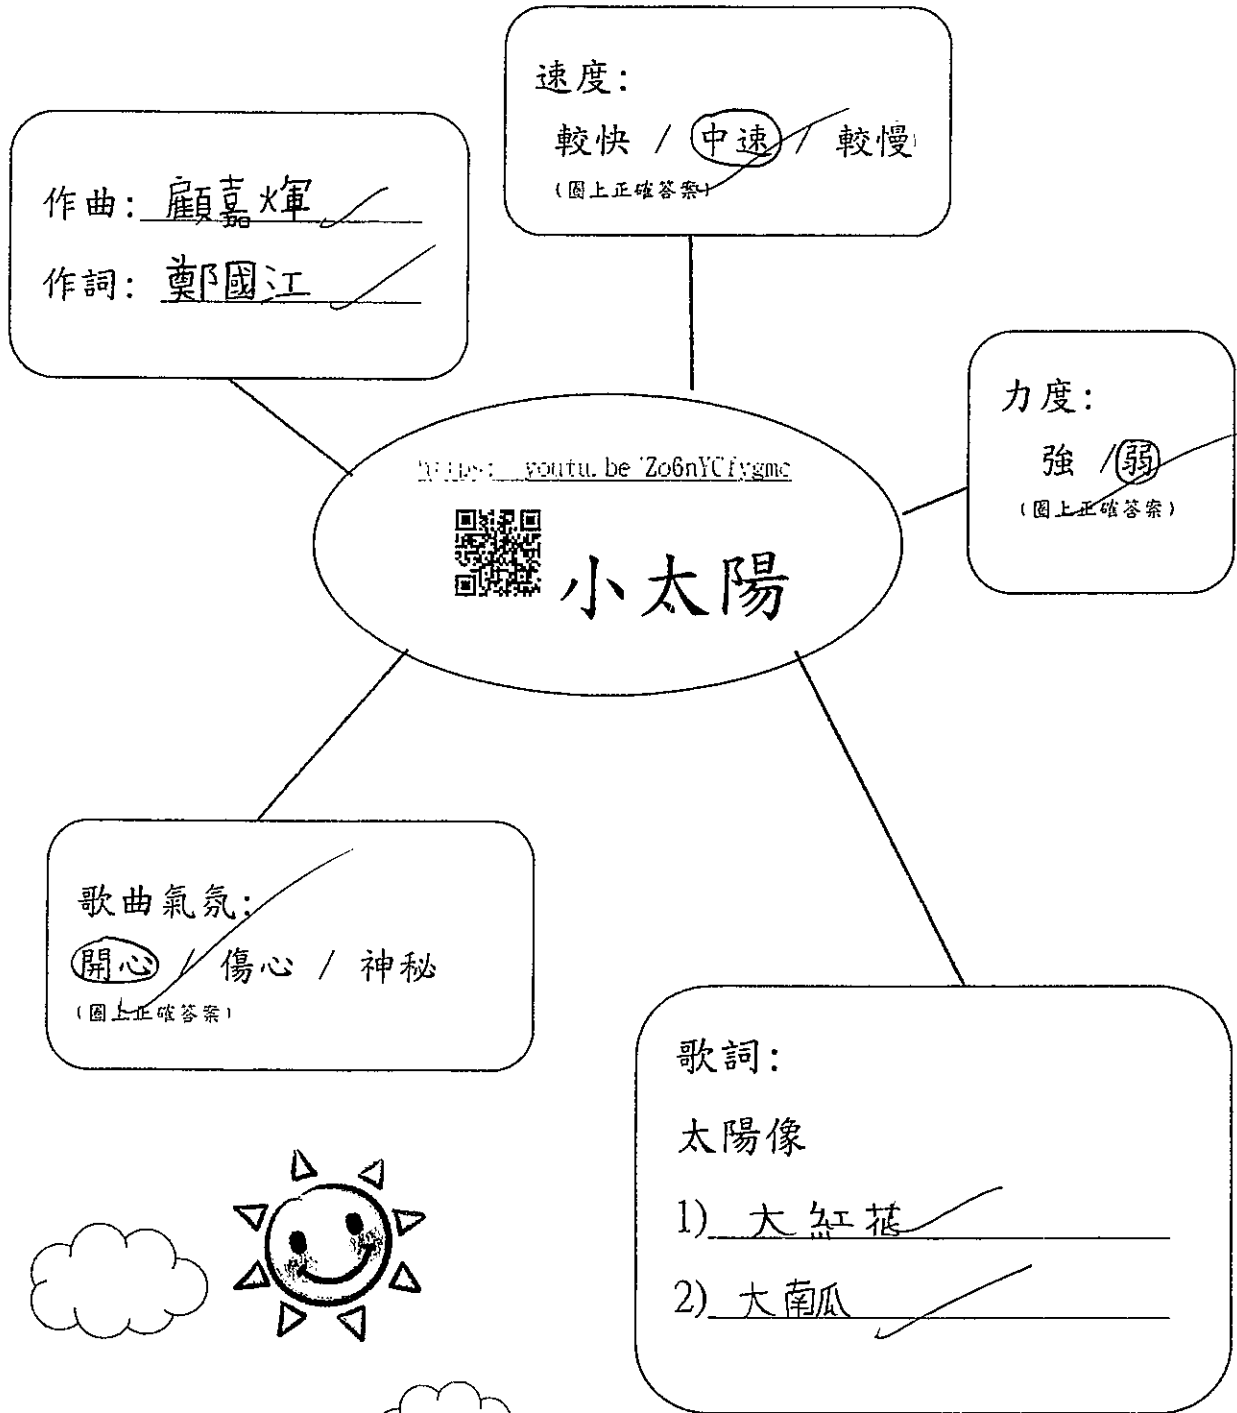 速度:
較快 / 中速 / 較慢
(圈上正確答案)
作曲: 顧嘉煇
作詞: 鄭國江
力度:
強 / 弱
(圈上正確答案)
youtu.be
小太陽
歌曲氣氛:
開心 / 傷心 / 神秘
(圈上正確答案)
歌詞:
太陽像
1) 大紅花
2) 大南瓜